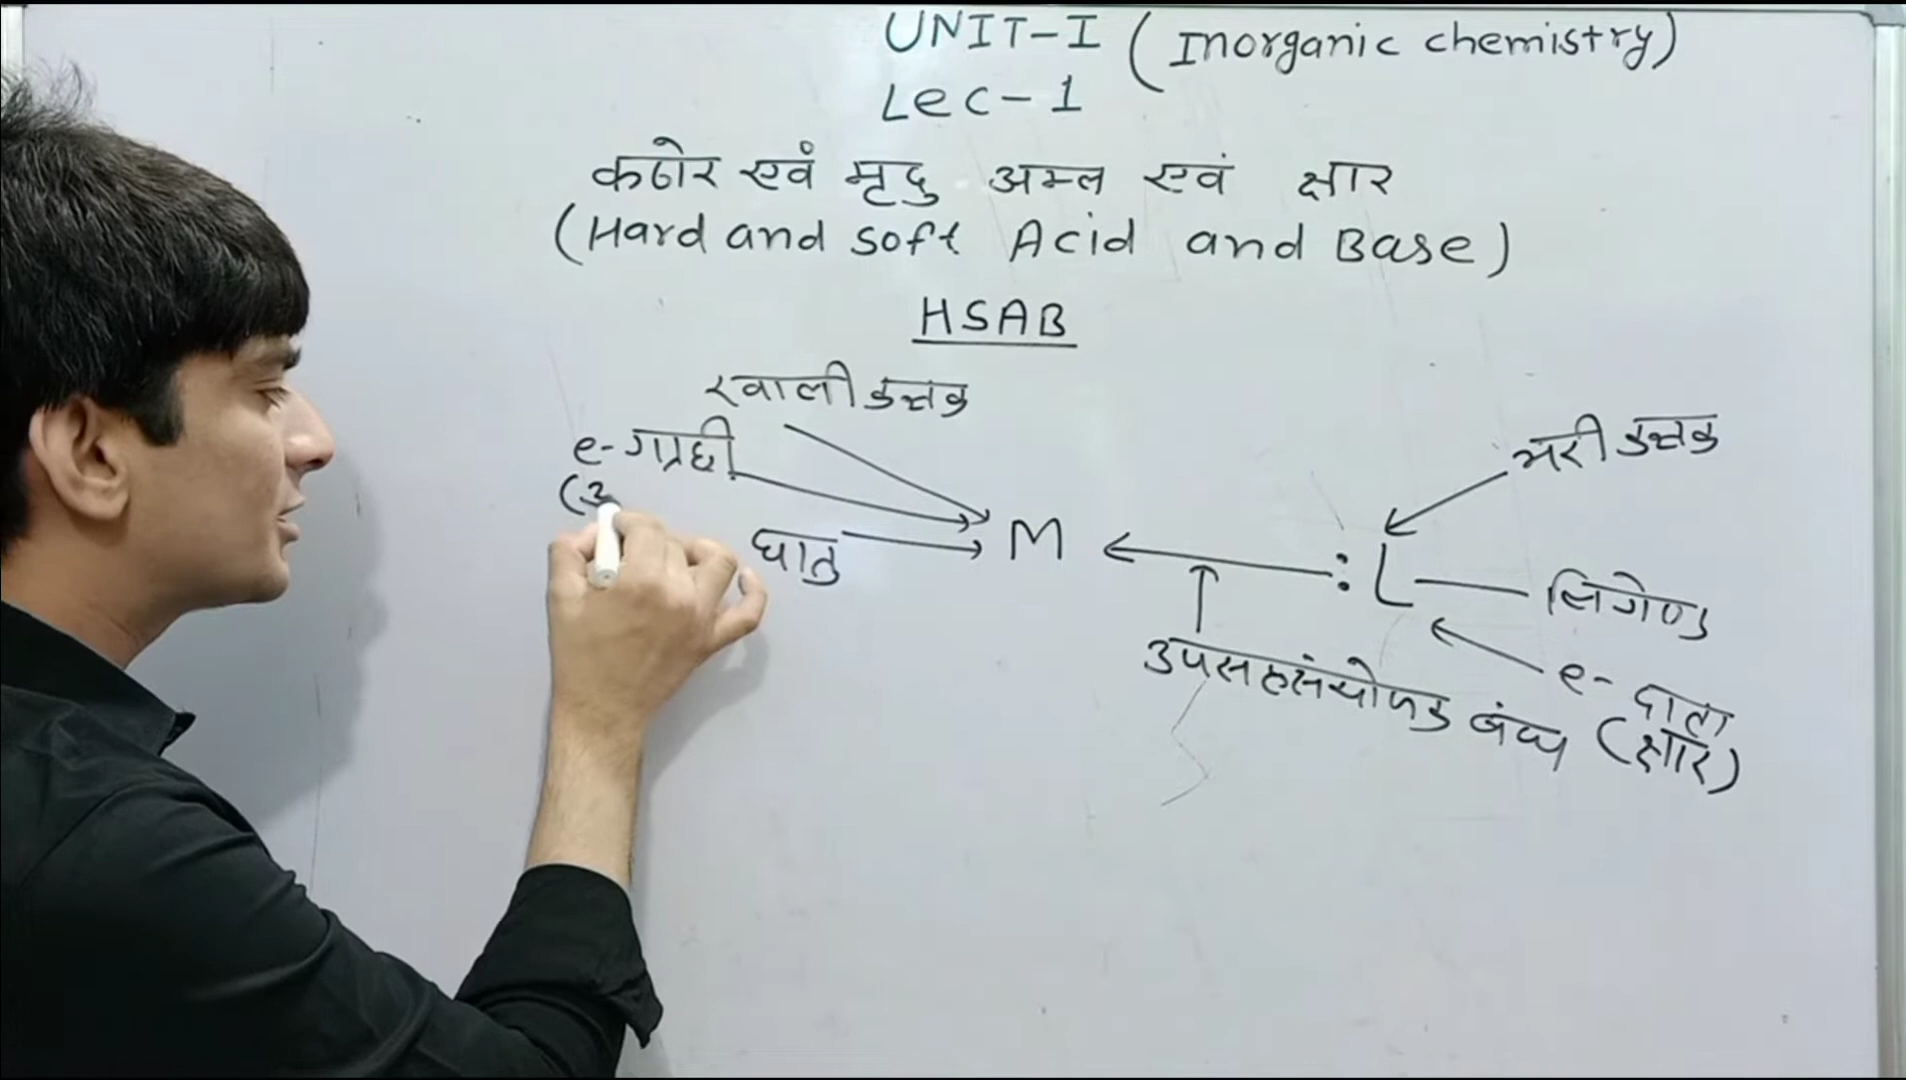 UNIT-I (Inorganic chemistry)
Lec-1
कठोर एवं मृदु अम्ल एवं क्षार
(Hard and soft Acid and Base)
HSAB
खाली कक्षक
e- ग्राही
(अ
धातु
M
:L
भरी कक्षक
लिगेण्ड
e- दाता
(क्षार)
उपसहसंयोजक बंध